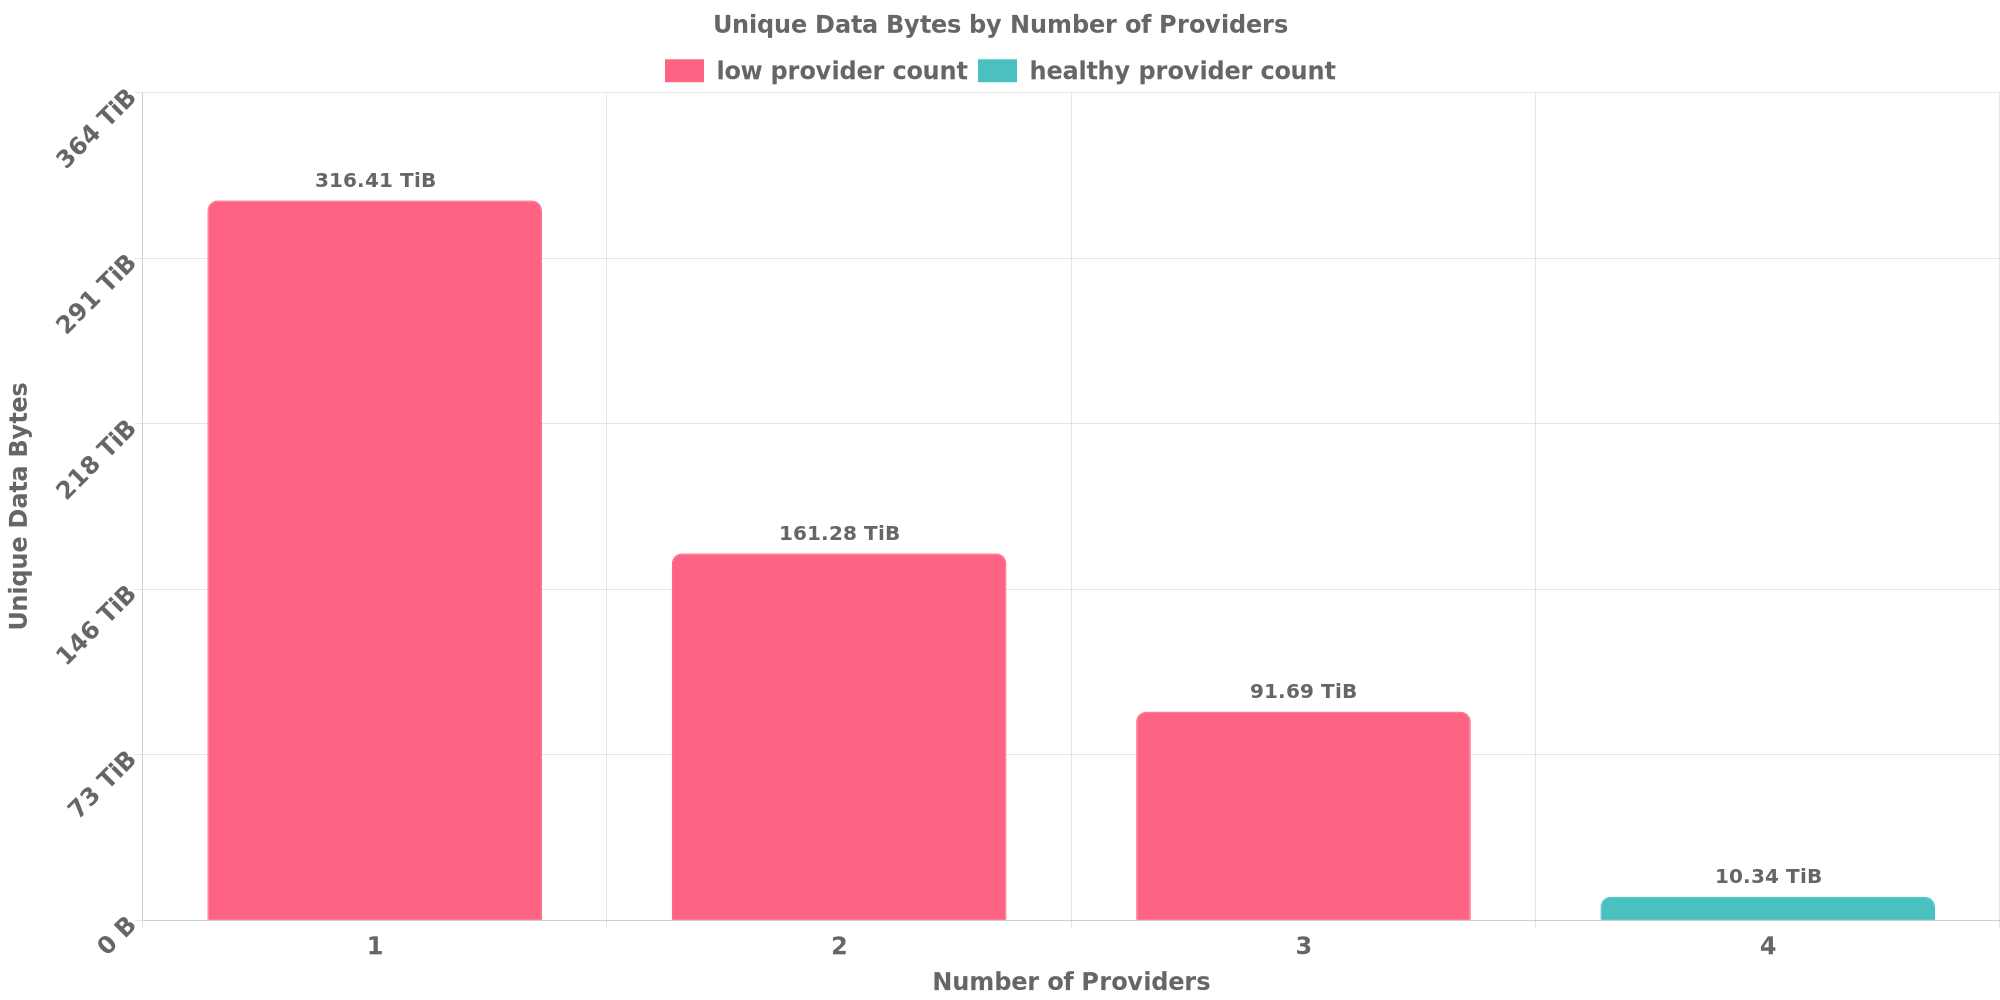 Unique Data Bytes by Number of Providers
low provider count healthy provider count
364 TiB
316.41 TiB
291 TiB
218 TiB
161.28 TiB
146 TiB
91.69 TiB
73 TiB
10.34 TiB
0 B
Unique Data Bytes
1 2 3 4
Number of Providers